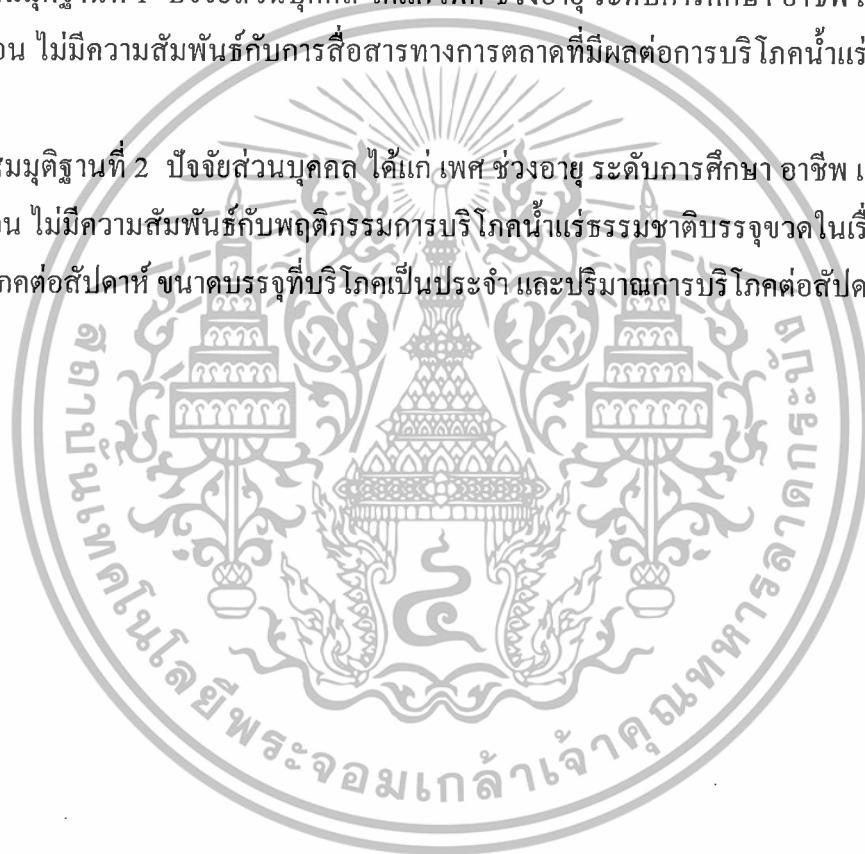 ปัจจัยส่วนบุคคล ได้แก่ เพศ ช่วงอายุ ระดับการศึกษา อาชีพ
ไม่มีความสัมพันธ์กับการสื่อสารทางการตลาดที่มีผลต่อการบริโภคน้ำแร่
สมมุติฐานที่ 2 ปัจจัยส่วนบุคคล ได้แก่ เพศ ช่วงอายุ ระดับการศึกษา อาชีพ
ไม่มีความสัมพันธ์กับพฤติกรรมการบริโภคน้ำแร่ธรรมชาติบรรจุขวดในเรื่
ภคต่อสัปดาห์ ขนาดบรรจุที่บริโภคเป็นประจำ และปริมาณการบริโภคต่อสัปด
สถาบันเทคโนโลยีพระจอมเกล้าเจ้าคุณทหารลาดกระบัง